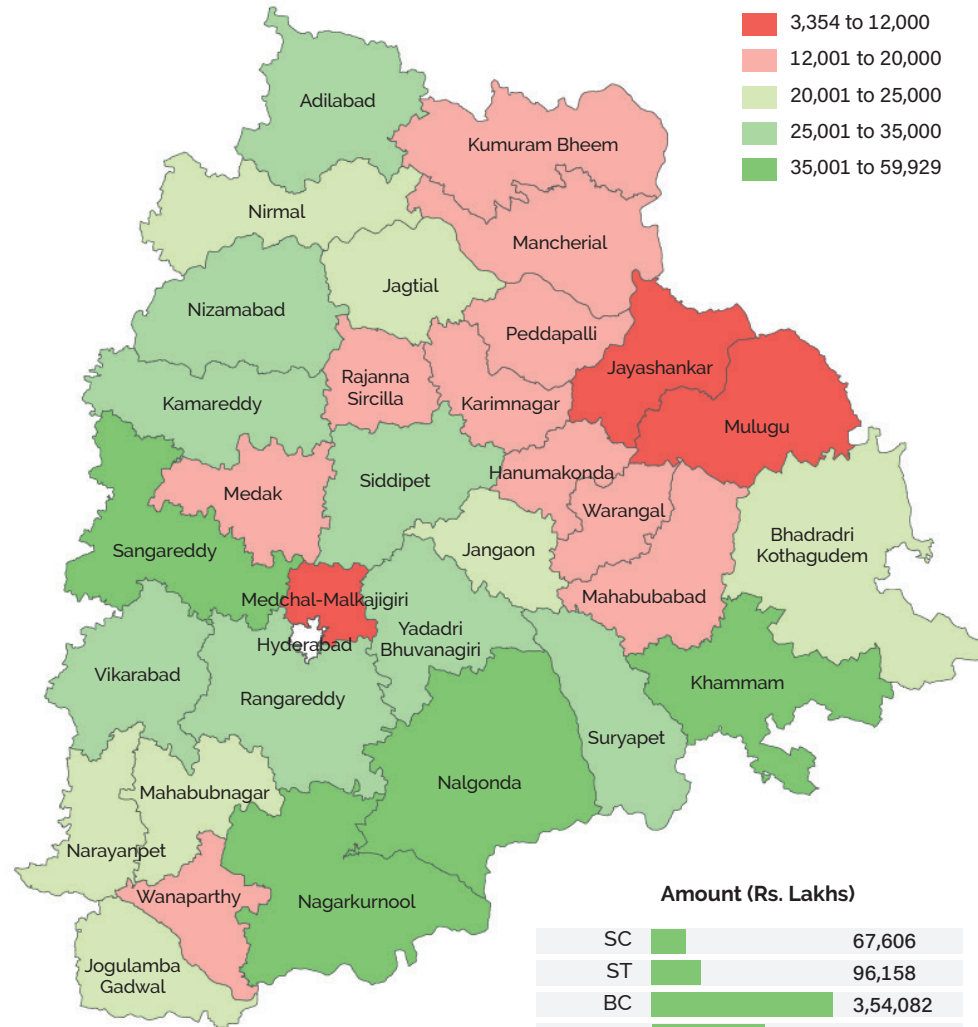 3,354 to 12,000
12,001 to 20,000
20,001 to 25,000
25,001 to 35,000
35,001 to 59,929
Adilabad
Kumuram Bheem
Nirmal
Mancherial
Jagtial
Nizamabad
Peddapalli
Jayashankar
Rajanna
Sircilla
Karimnagar
Kamareddy
Mulugu
Hanumakonda
Siddipet
Medak
Warangal
Bhadradri
Kothagudem
Jangaon
Sangareddy
Mahabubabad
Medchal-Malkajigiri
Yadadri
Bhuvanagiri
Hyderabad
Vikarabad
Rangareddy
Khammam
Suryapet
Nalgonda
Mahabubnagar
Narayanpet
Wanaparthy
Nagarkurnool
Jogulamba
Gadwal
Amount (Rs. Lakhs)
SC 67,606
ST 96,158
BC 3,54,082